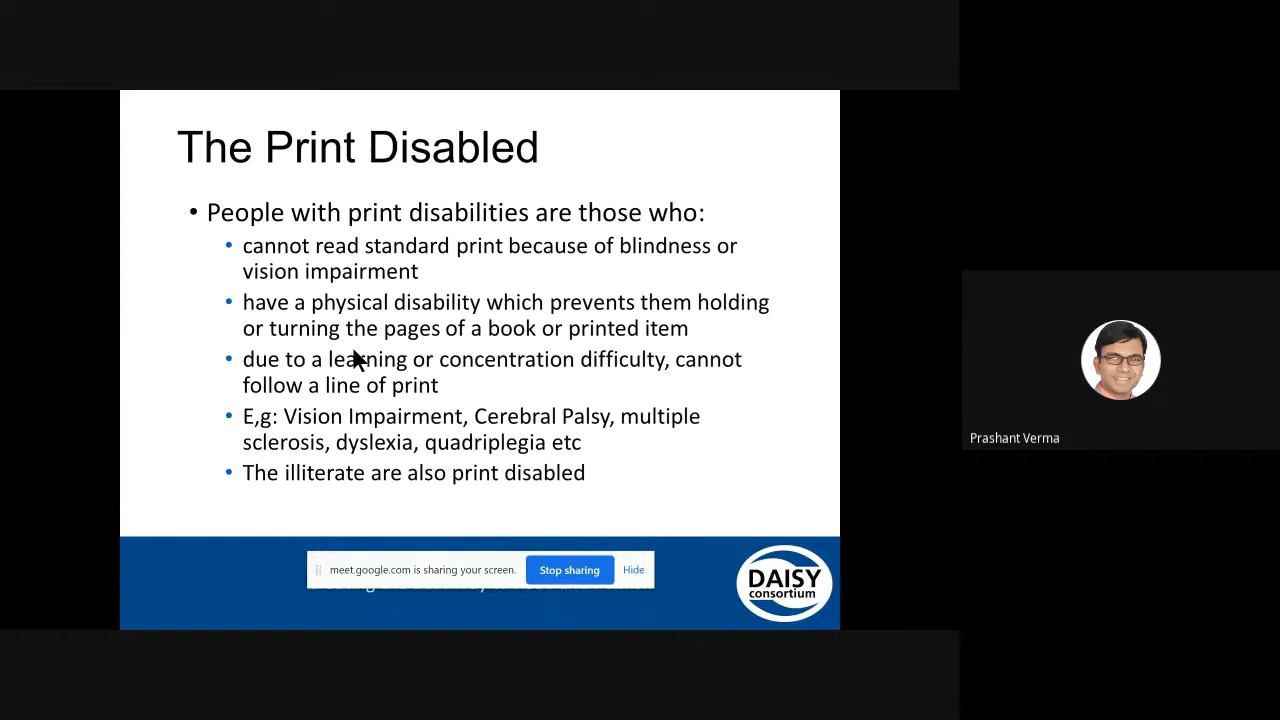 The Print Disabled
• People with print disabilities are those who:
• cannot read standard print because of blindness or
vision impairment
• have a physical disability which prevents them holding
or turning the pages of a book or printed item
• due to a learning or concentration difficulty, cannot
follow a line of print
• E,g: Vision Impairment, Cerebral Palsy, multiple
sclerosis, dyslexia, quadriplegia etc
• The illiterate are also print disabled
meet.google.com is sharing your screen. Stop sharing Hide
DAISY
consortium
Prashant Verma